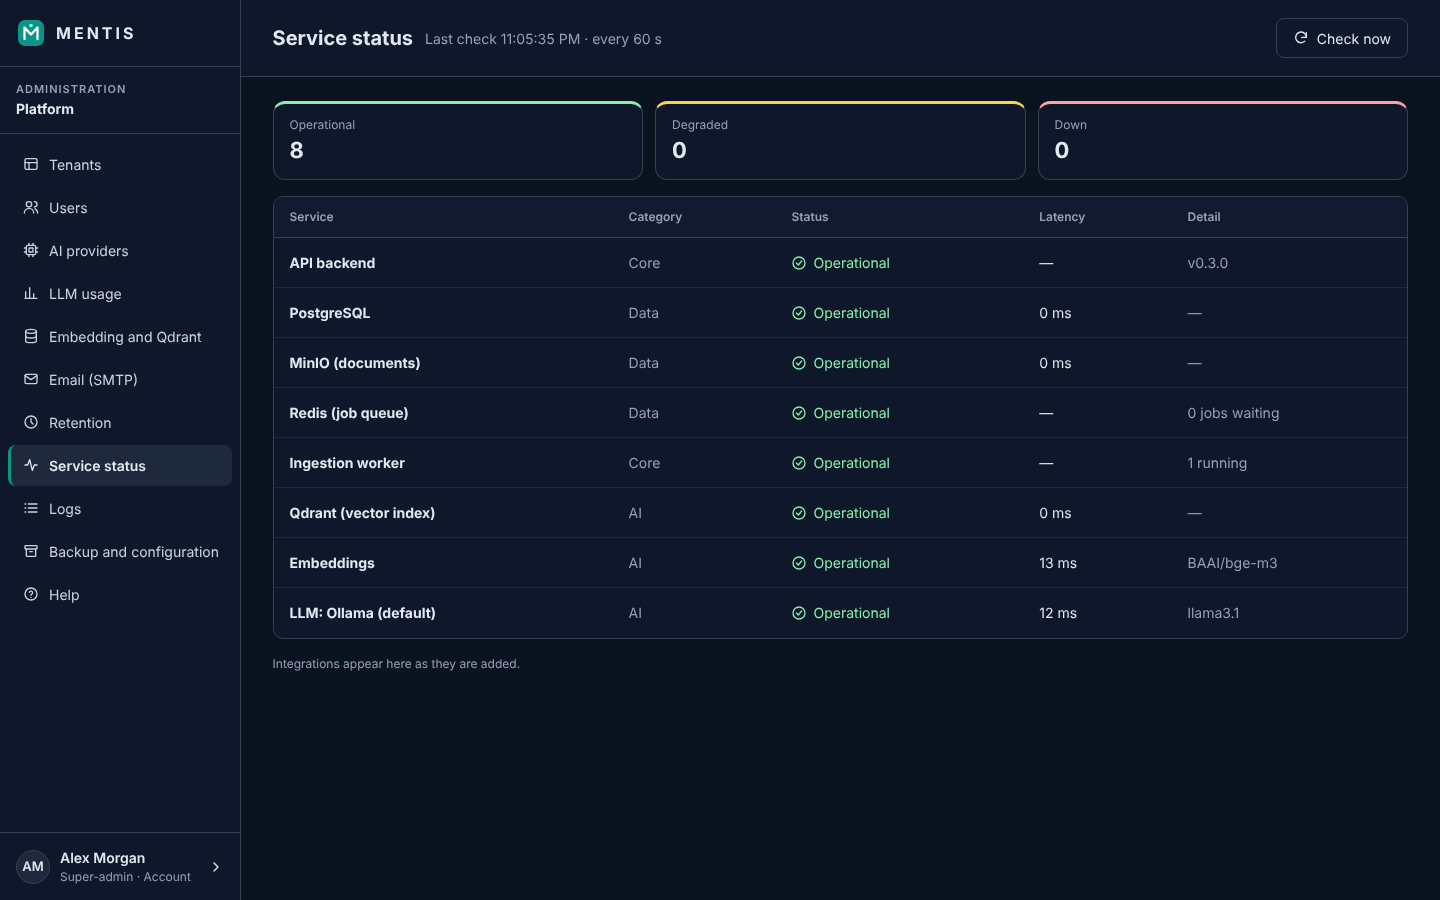 MENTIS
ADMINISTRATION
Platform
Tenants
Users
AI providers
LLM usage
Embedding and Qdrant
Email (SMTP)
Retention
Service status
Logs
Backup and configuration
Help
AM
Alex Morgan
Super-admin · Account
Service status Last check 11:05:35 PM · every 60 s
Check now
Operational
8
Degraded
0
Down
0
Service Category Status Latency Detail
API backend Core Operational — v0.3.0
PostgreSQL Data Operational 0 ms —
MinIO (documents) Data Operational 0 ms —
Redis (job queue) Data Operational — 0 jobs waiting
Ingestion worker Core Operational — 1 running
Qdrant (vector index) AI Operational 0 ms —
Embeddings AI Operational 13 ms BAAI/bge-m3
LLM: Ollama (default) AI Operational 12 ms llama3.1
Integrations appear here as they are added.